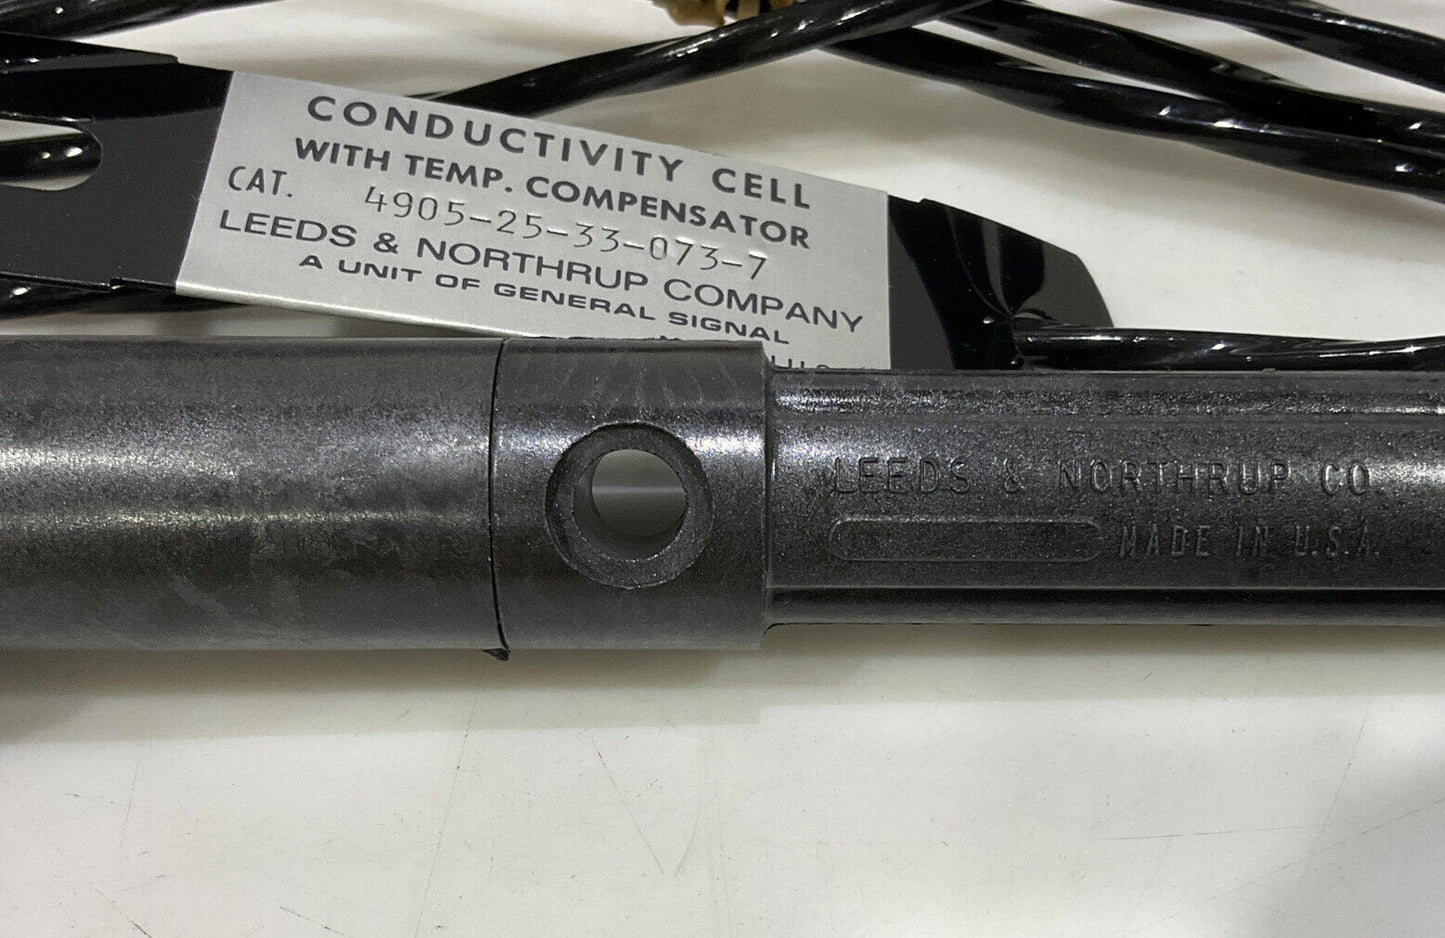 CONDUCTIVITY CELL
WITH TEMP. COMPENSATOR
CAT. 4905-25-33-073-7
LEEDS & NORTHRUP COMPANY
A UNIT OF GENERAL SIGNAL
LEEDS & NORTHRUP CO.
MADE IN U.S.A.